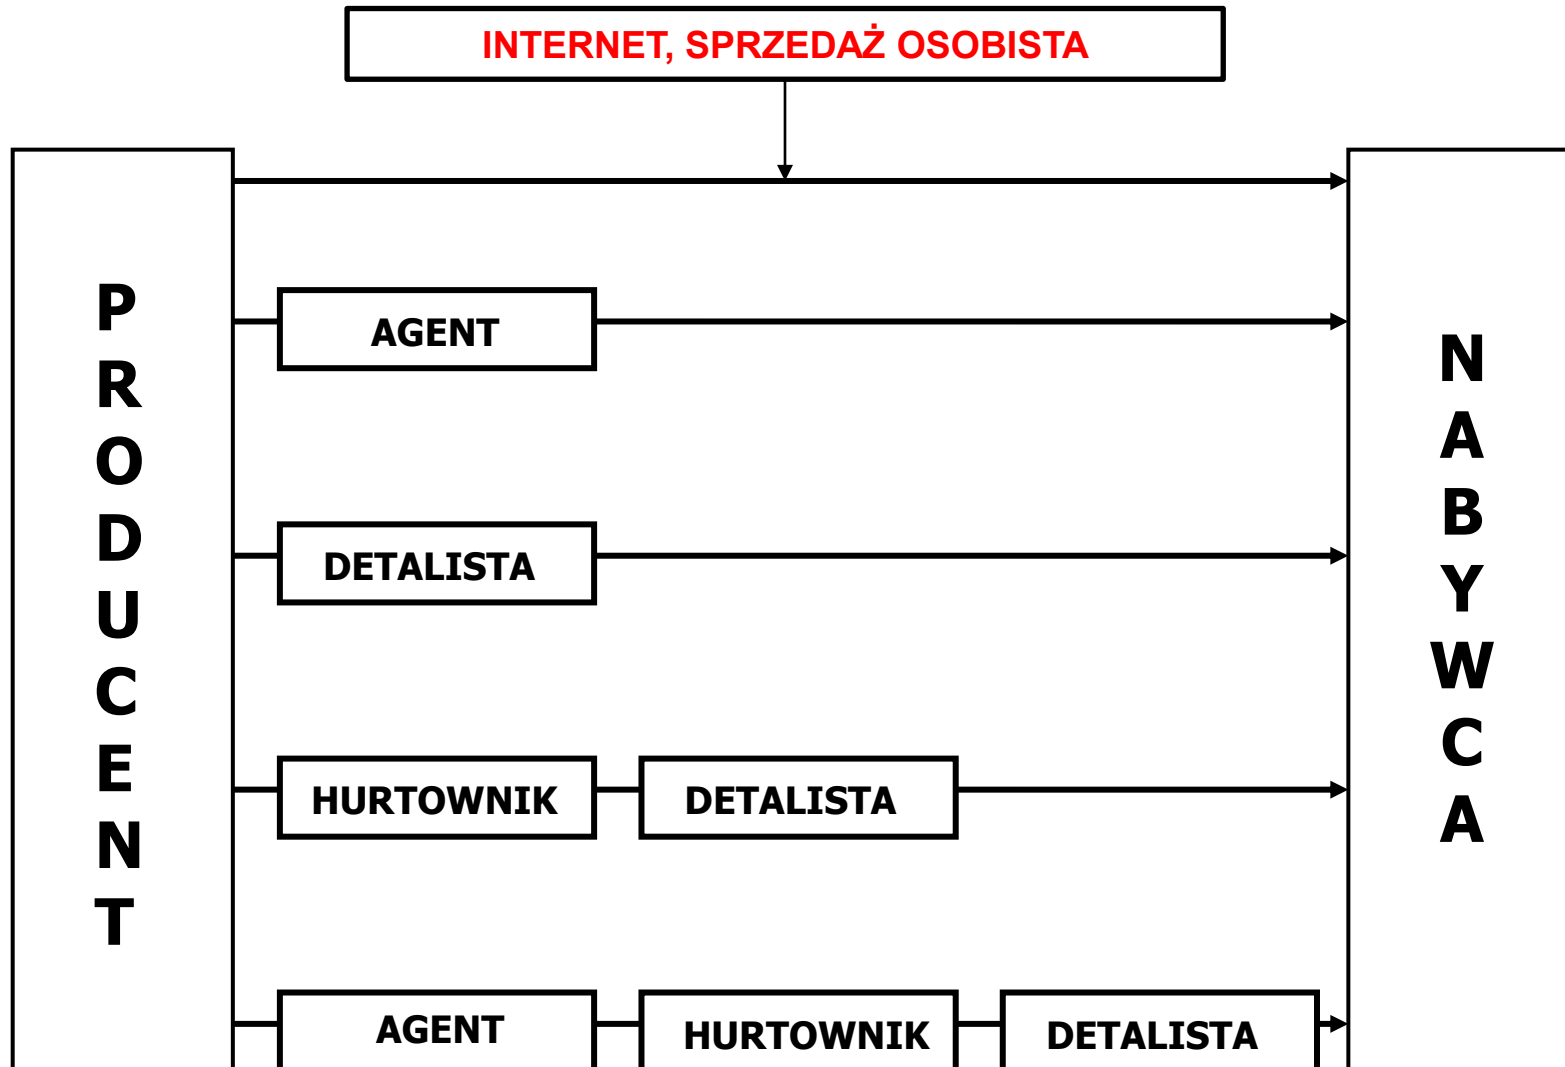 INTERNET, SPRZEDAŻ OSOBISTA
P
R
O
D
U
C
E
N
T
AGENT
DETALISTA
HURTOWNIK DETALISTA
AGENT HURTOWNIK DETALISTA
N
A
B
Y
W
C
A